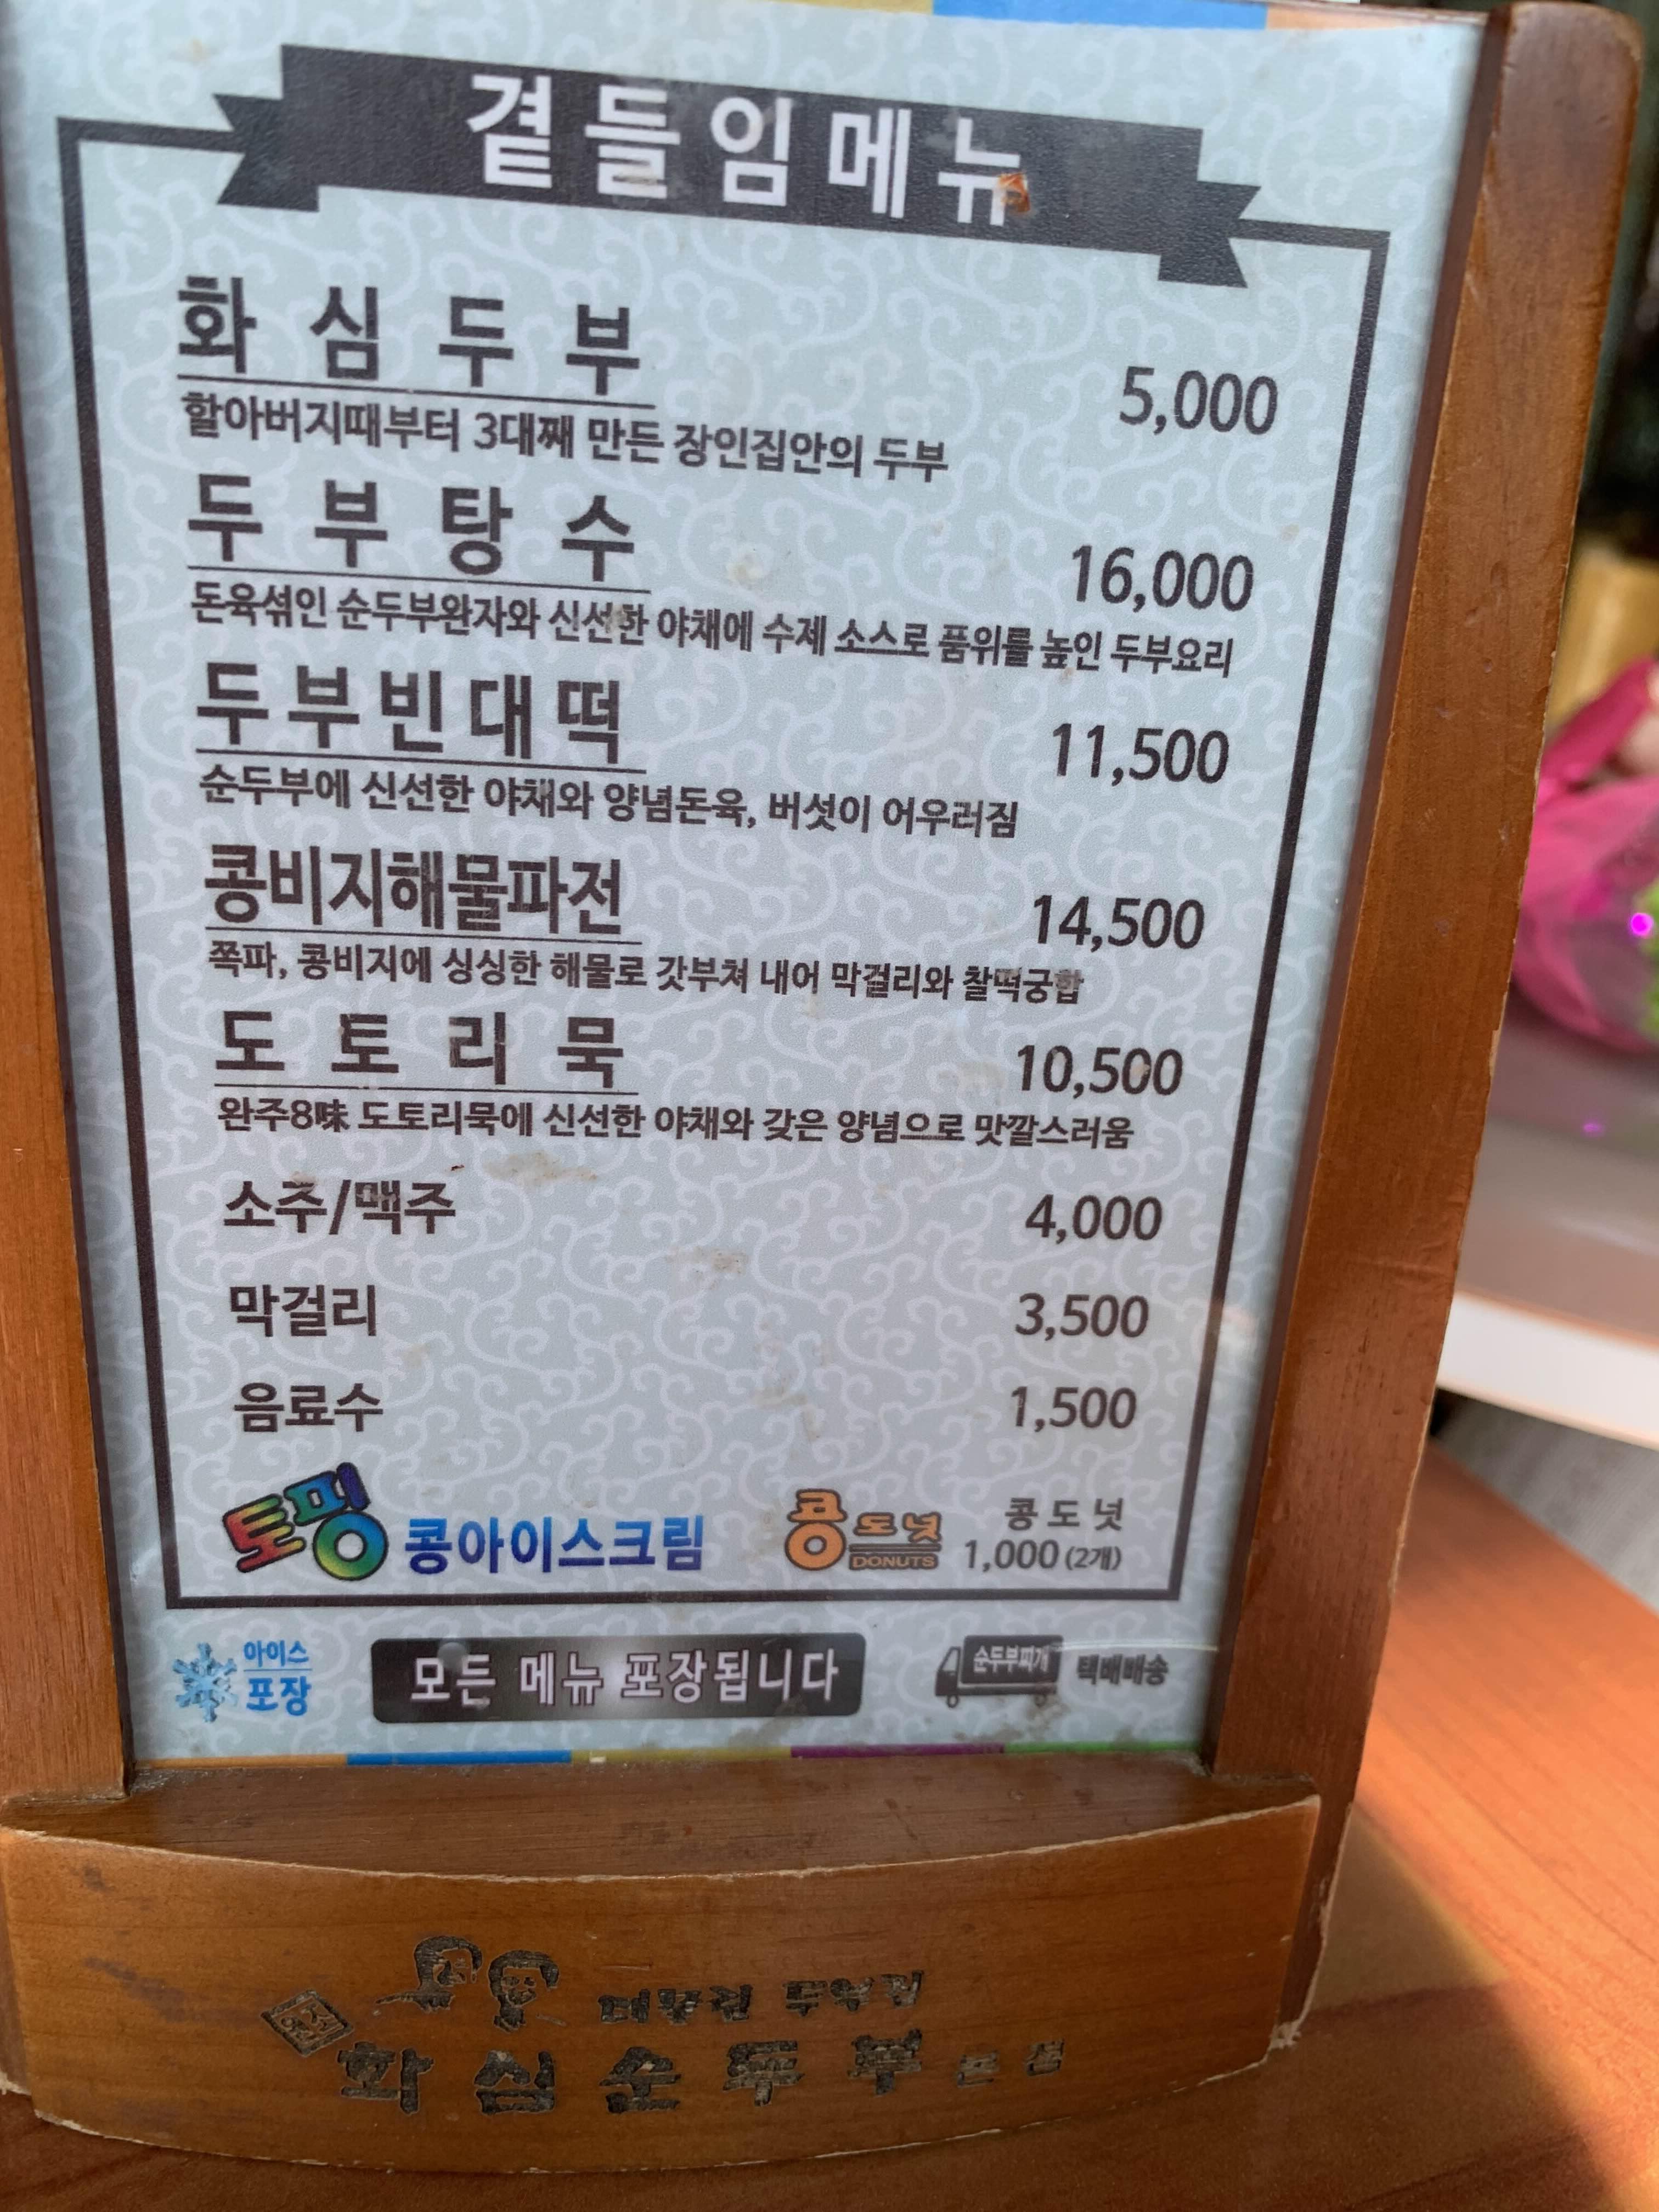 곁들임메뉴
화심두부 5,000
할아버지때부터 3대째 만든 장인집안의 두부
두부탕수 16,000
돈육섞인 순두부완자와 신선한 야채에 수제 소스로 품위를 높인 두부요리
두부빈대떡 11,500
순두부에 신선한 야채와 양념돈육, 버섯이 어우러짐
콩비지해물파전 14,500
쪽파, 콩비지에 싱싱한 해물로 갓부쳐 내어 막걸리와 찰떡궁합
도토리묵 10,500
완주8味 도토리묵에 신선한 야채와 갖은 양념으로 맛깔스러움
소주/맥주 4,000
막걸리 3,500
음료수 1,500
토핑 콩아이스크림
콩도넛
DONUTS
콩도넛
1,000 (2개)
아이스
포장
모든 메뉴 포장됩니다
순두부찌개
택배배송
원조
화심순두부 본점